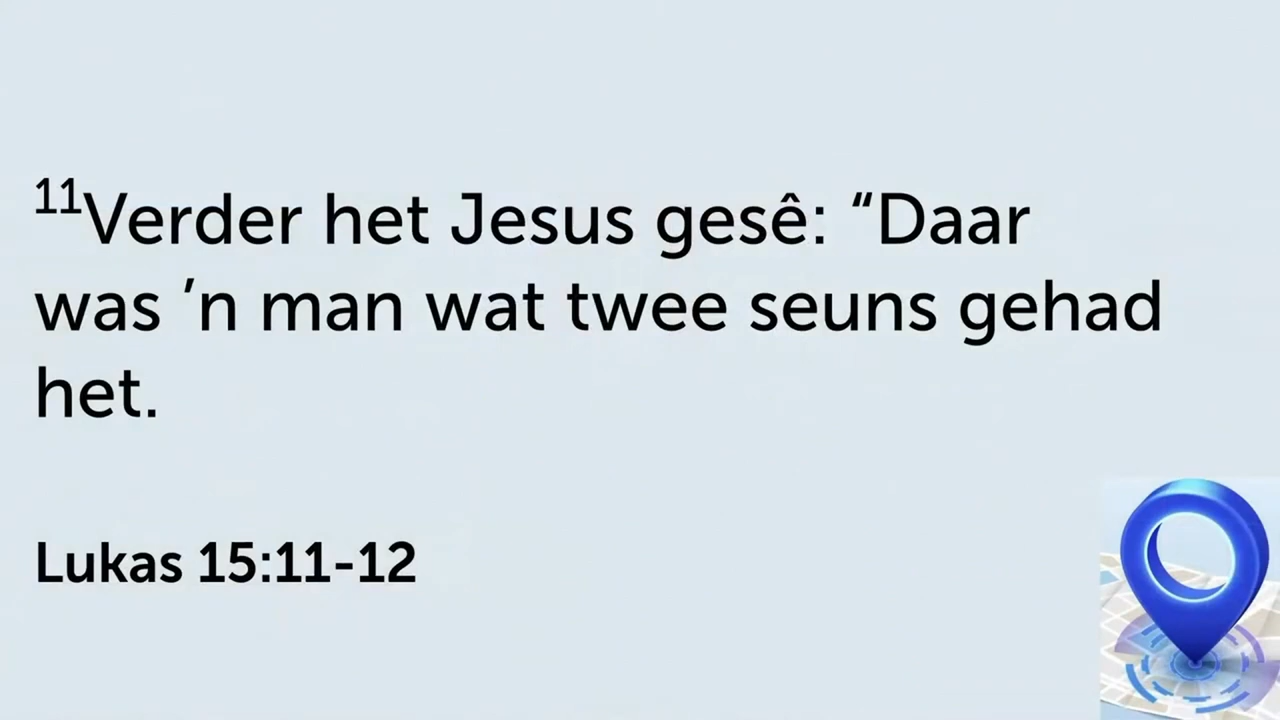 ¹¹Verder het Jesus gesê: “Daar
was ’n man wat twee seuns gehad
het.
Lukas 15:11-12